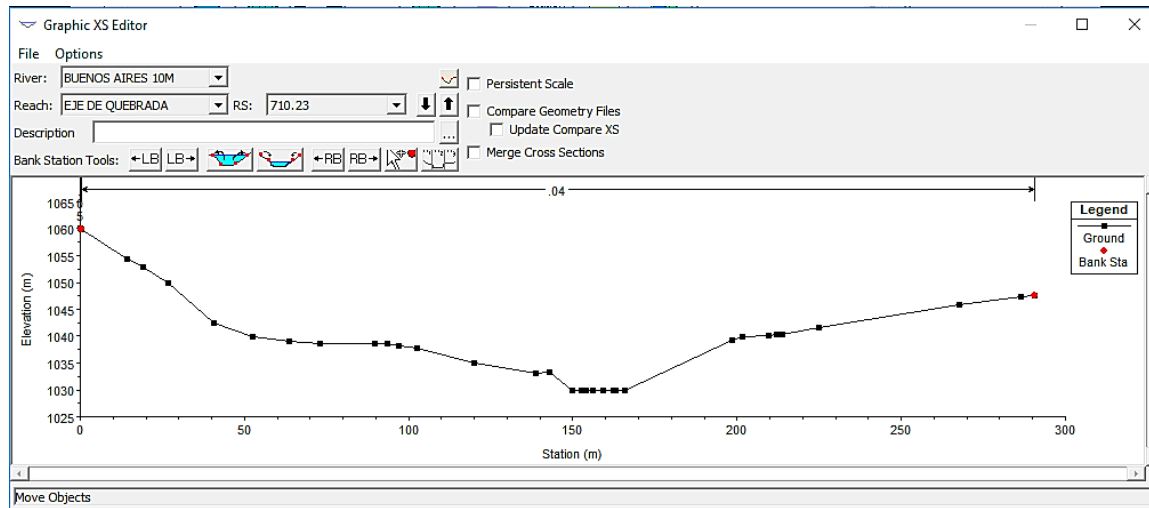 Graphic XS Editor
File Options
River: BUENOS AIRES 10M
Reach: EJE DE QUEBRADA RS: 710.23
Description ...
Bank Station Tools: ←LB LB→ ←RB RB→
Persistent Scale
Compare Geometry Files
Update Compare XS
Merge Cross Sections
.04
Legend
Ground
Bank Sta
Elevation (m)
1065
1060
1055
1050
1045
1040
1035
1030
1025
0 50 100 150 200 250 300
Station (m)
Move Objects